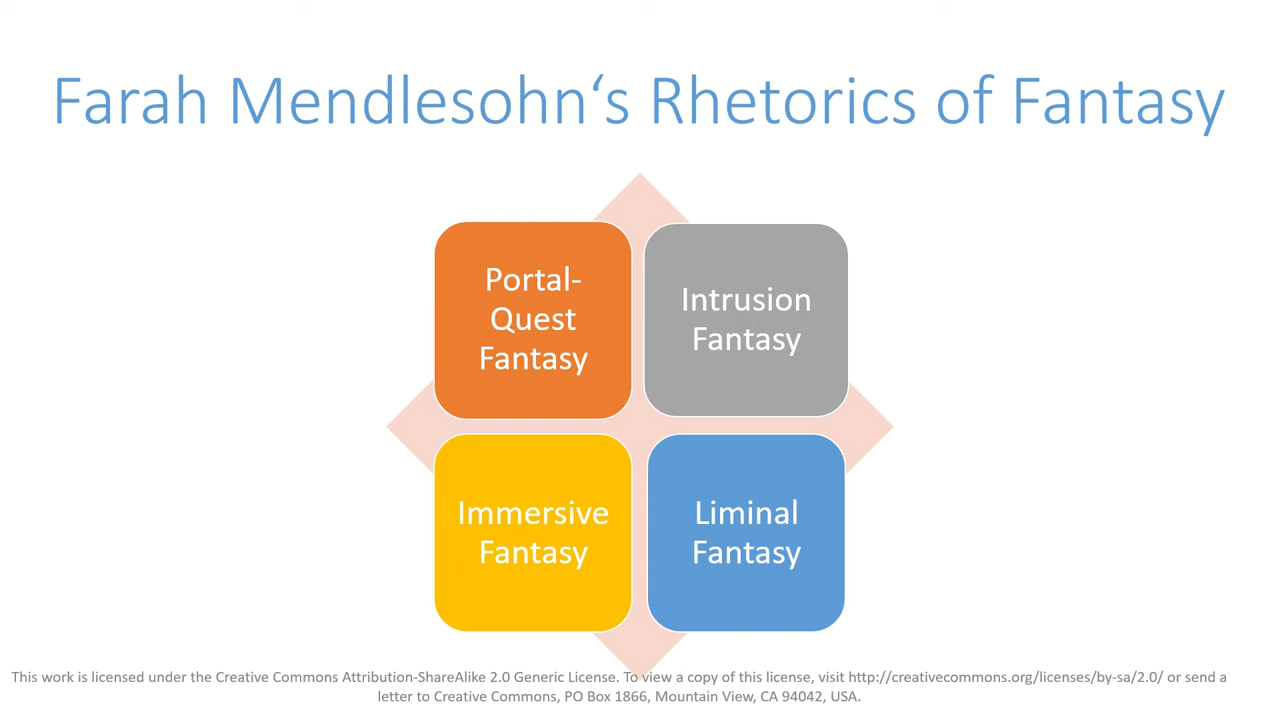 Farah Mendlesohn‘s Rhetorics of Fantasy
Portal-
Quest
Fantasy
Intrusion
Fantasy
Immersive
Fantasy
Liminal
Fantasy
This work is licensed under the Creative Commons Attribution-ShareAlike 2.0 Generic License. To view a copy of this license, visit http://creativecommons.org/licenses/by-sa/2.0/ or send a
letter to Creative Commons, PO Box 1866, Mountain View, CA 94042, USA.